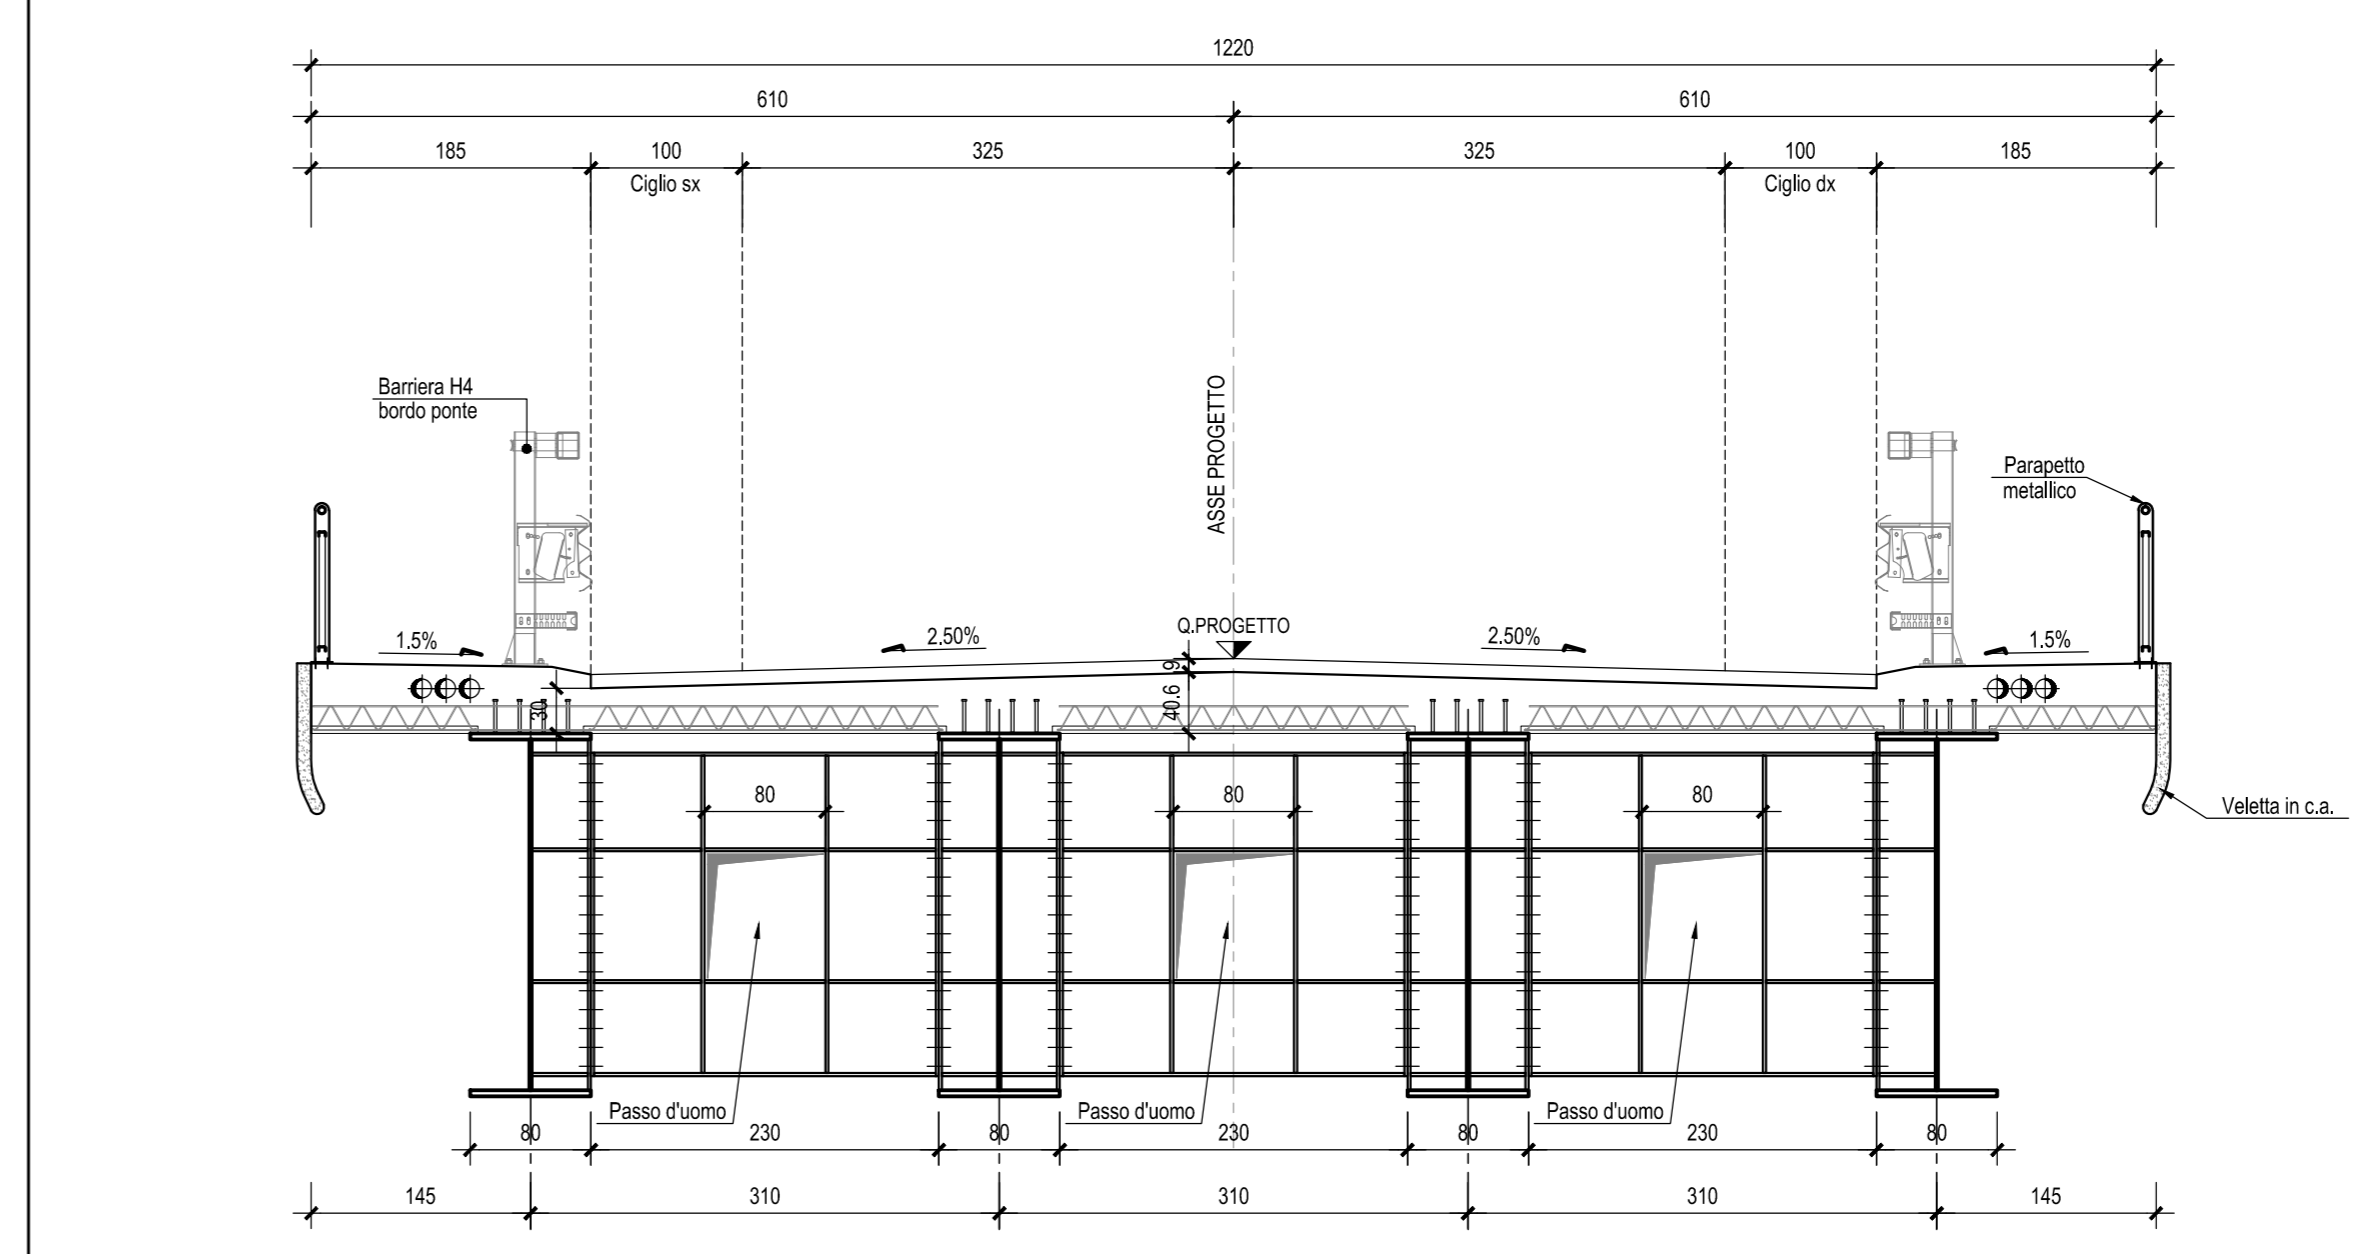 1220
610 610
185 100 325 325 100 185
Ciglio sx Ciglio dx
Barriera H4
bordo ponte
ASSE PROGETTO
Parapetto
metallico
Q.PROGETTO
1.5% 2.50% 2.50% 1.5%
9
40.6
30
80 80 80
Veletta in c.a.
Passo d'uomo Passo d'uomo Passo d'uomo
80 230 80 230 80 230 80
145 310 310 310 145